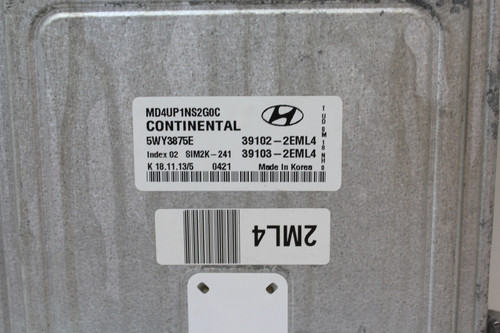 MD4UP1NS2G0C
CONTINENTAL
5WY3875E 39102-2EML4
Index 02 SIM2K-241 39103-2EML4
K 18.11.13/5 0421 Made in Korea
2ML4